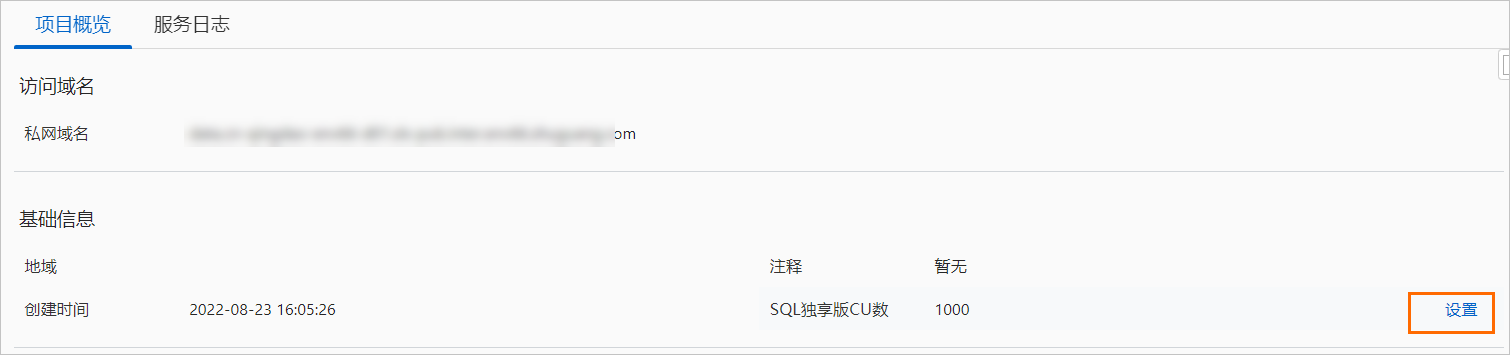 项目概览 服务日志
访问域名
私网域名 om
基础信息
地域 注释 暂无
创建时间 2022-08-23 16:05:26 SQL独享版CU数 1000 设置